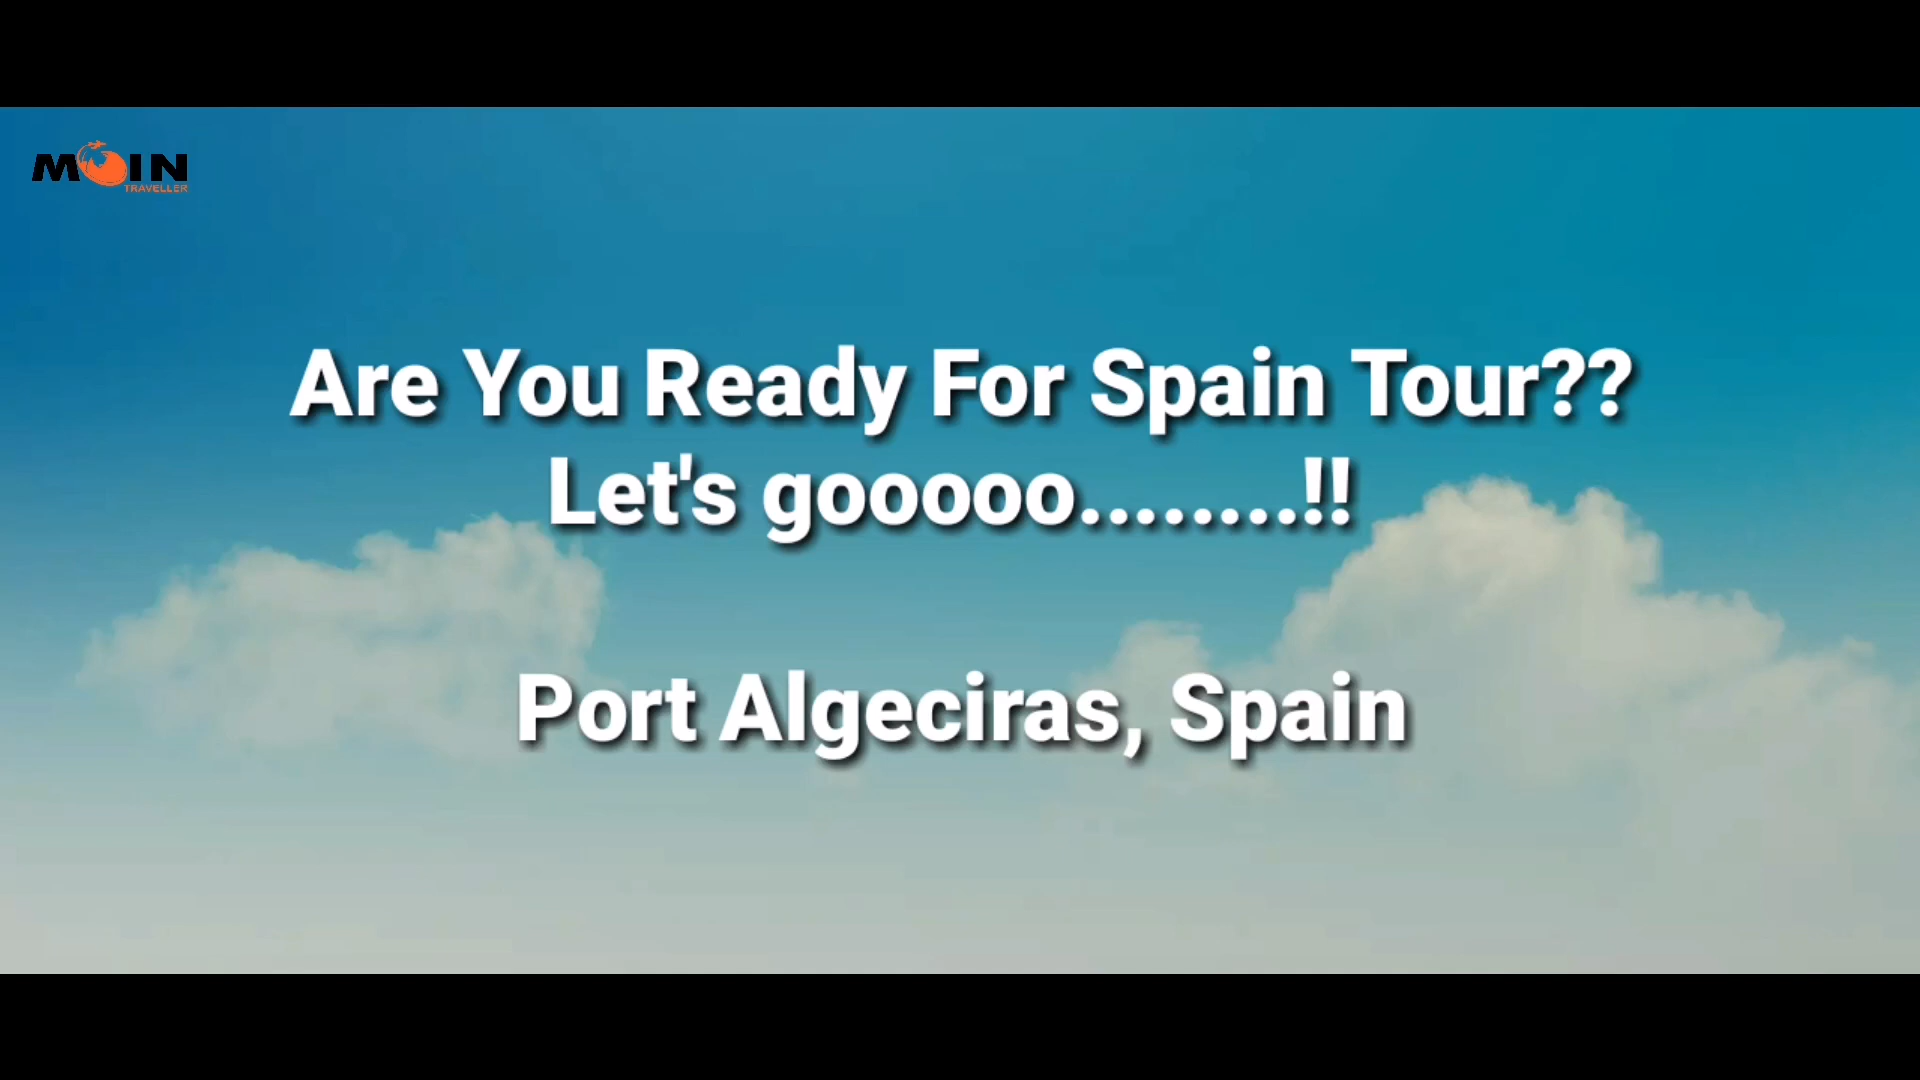 MOIN
TRAVELLER
Are You Ready For Spain Tour??
Let's gooooo........!!
Port Algeciras, Spain